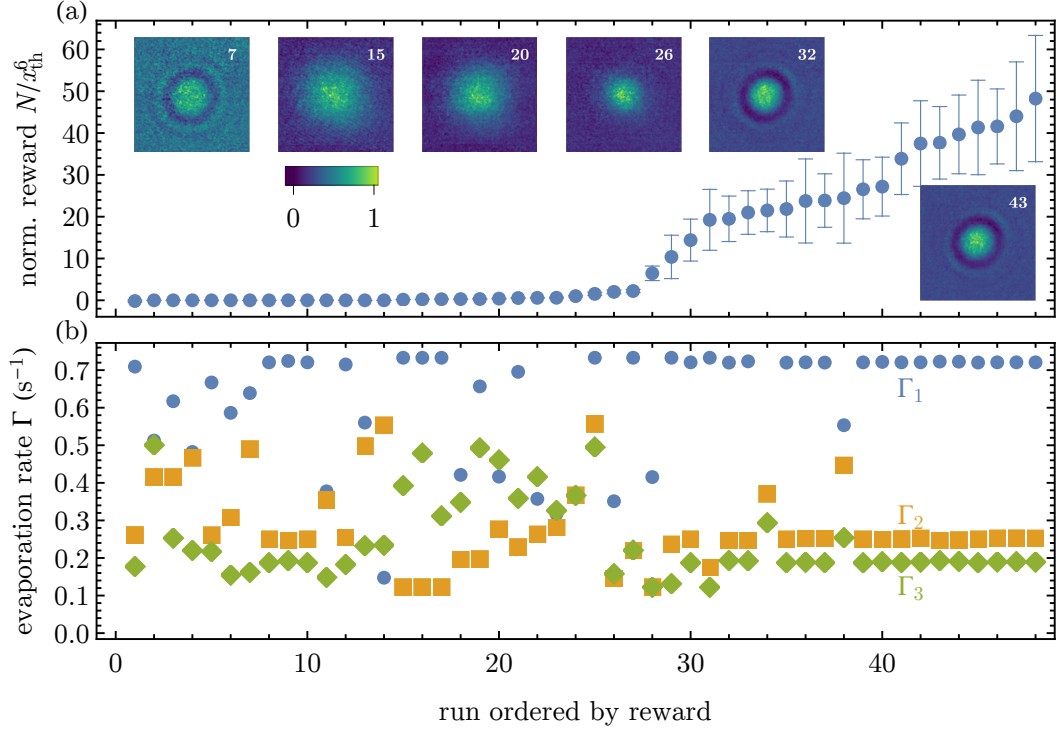 (a)
norm. reward N/x_th^6
60
50
40
30
20
10
0
7
15
20
26
32
43
0 1
(b)
evaporation rate Γ (s⁻¹)
0.7
0.6
0.5
0.4
0.3
0.2
0.1
0.0
Γ₁
Γ₂
Γ₃
0 10 20 30 40
run ordered by reward